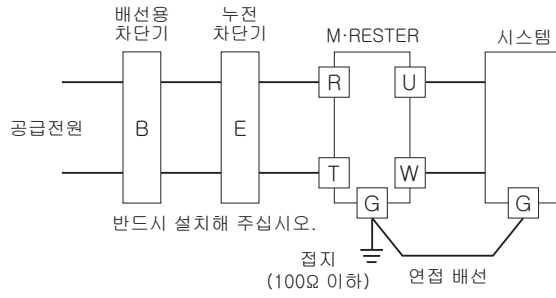 배선용
차단기
누전
차단기
M·RESTER
시스템
R
U
공급전원
B
E
T
W
G
G
반드시 설치해 주십시오.
접지
(100Ω 이하)
연접 배선